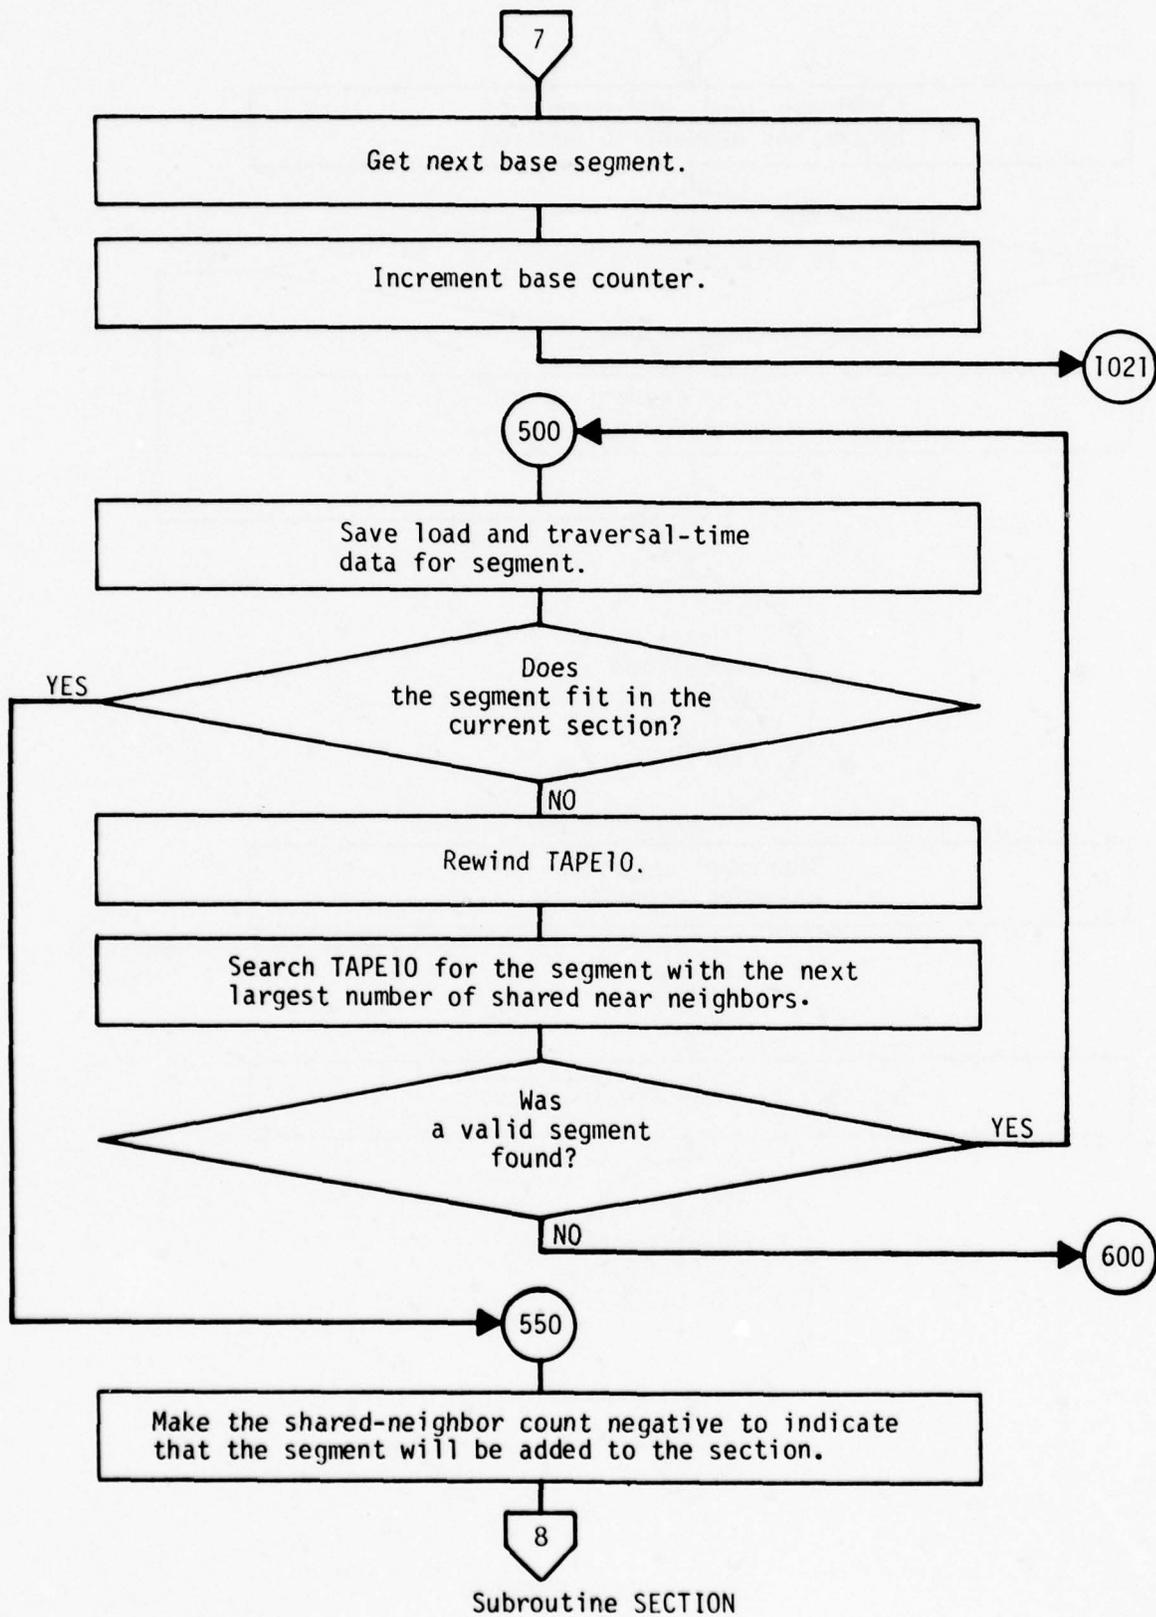 7
Get next base segment.
Increment base counter.
1021
500
Save load and traversal-time
data for segment.
Does
the segment fit in the
current section?
YES
NO
Rewind TAPE10.
Search TAPE10 for the segment with the next
largest number of shared near neighbors.
Was
a valid segment
found?
YES
NO
600
550
Make the shared-neighbor count negative to indicate
that the segment will be added to the section.
8
Subroutine SECTION